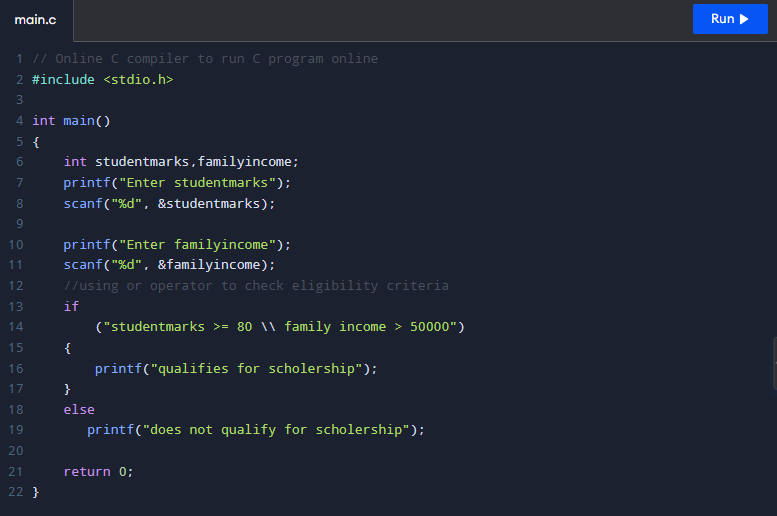 main.c
Run
1 // Online C compiler to run C program online
2 #include <stdio.h>
3
4 int main()
5 {
6     int studentmarks,familyincome;
7     printf("Enter studentmarks");
8     scanf("%d", &studentmarks);
9
10     printf("Enter familyincome");
11     scanf("%d", &familyincome);
12     //using or operator to check eligibility criteria
13     if
14         ("studentmarks >= 80 \\ family income > 50000")
15     {
16         printf("qualifies for scholership");
17     }
18     else
19        printf("does not qualify for scholership");
20
21     return 0;
22 }